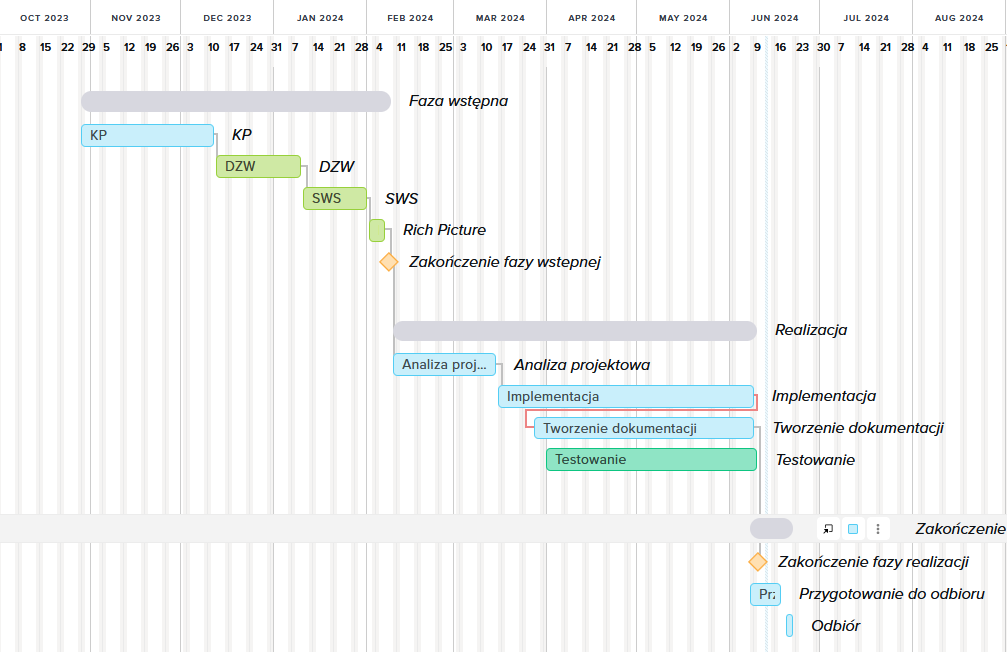 OCT 2023 NOV 2023 DEC 2023 JAN 2024 FEB 2024 MAR 2024 APR 2024 MAY 2024 JUN 2024 JUL 2024 AUG 2024
8 15 22 29 5 12 19 26 3 10 17 24 31 7 14 21 28 4 11 18 25 3 10 17 24 31 7 14 21 28 5 12 19 26 2 9 16 23 30 7 14 21 28 4 11 18 25
Faza wstępna
KP KP
DZW DZW
SWS SWS
Rich Picture
Zakończenie fazy wstepnej
Realizacja
Analiza proj... Analiza projektowa
Implementacja Implementacja
Tworzenie dokumentacji Tworzenie dokumentacji
Testowanie Testowanie
Zakończenie
Zakończenie fazy realizacji
Prz Przygotowanie do odbioru
Odbiór